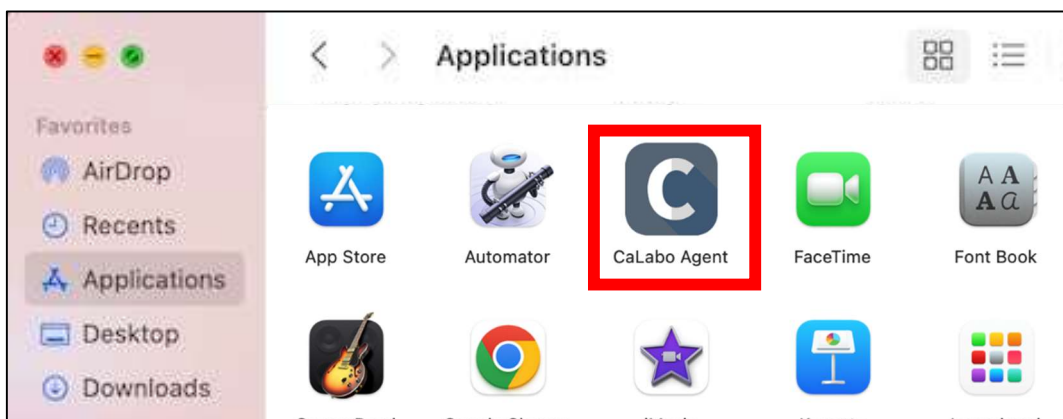 Applications
Favorites
AirDrop
Recents
Applications
Desktop
Downloads
App Store
Automator
CaLabo Agent
FaceTime
Font Book